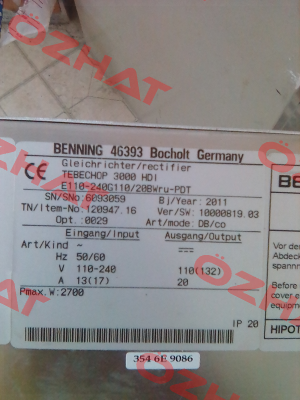 OZHAT
BENNING 46393 Bocholt Germany
Gleichrichter/rectifier
TEBECHOP 3000 HDI
E110-240G110/20BWru-PDT
SN/SNo:6093059 Bj/Year:2011
TN/Item-No:120947.16 Ver/SW:10000819.03
Opt.:0029 Art/mode:DB/co
Eingang/Input Ausgang/Output
Art/Kind ~
Hz 50/60
V 110-240 110(132)
A 13(17) 20
Pmax.W:2700
IP 20
354 6E 9086
BE
Vor de
Abdeck
Before
cover e
equipme
HIPOT